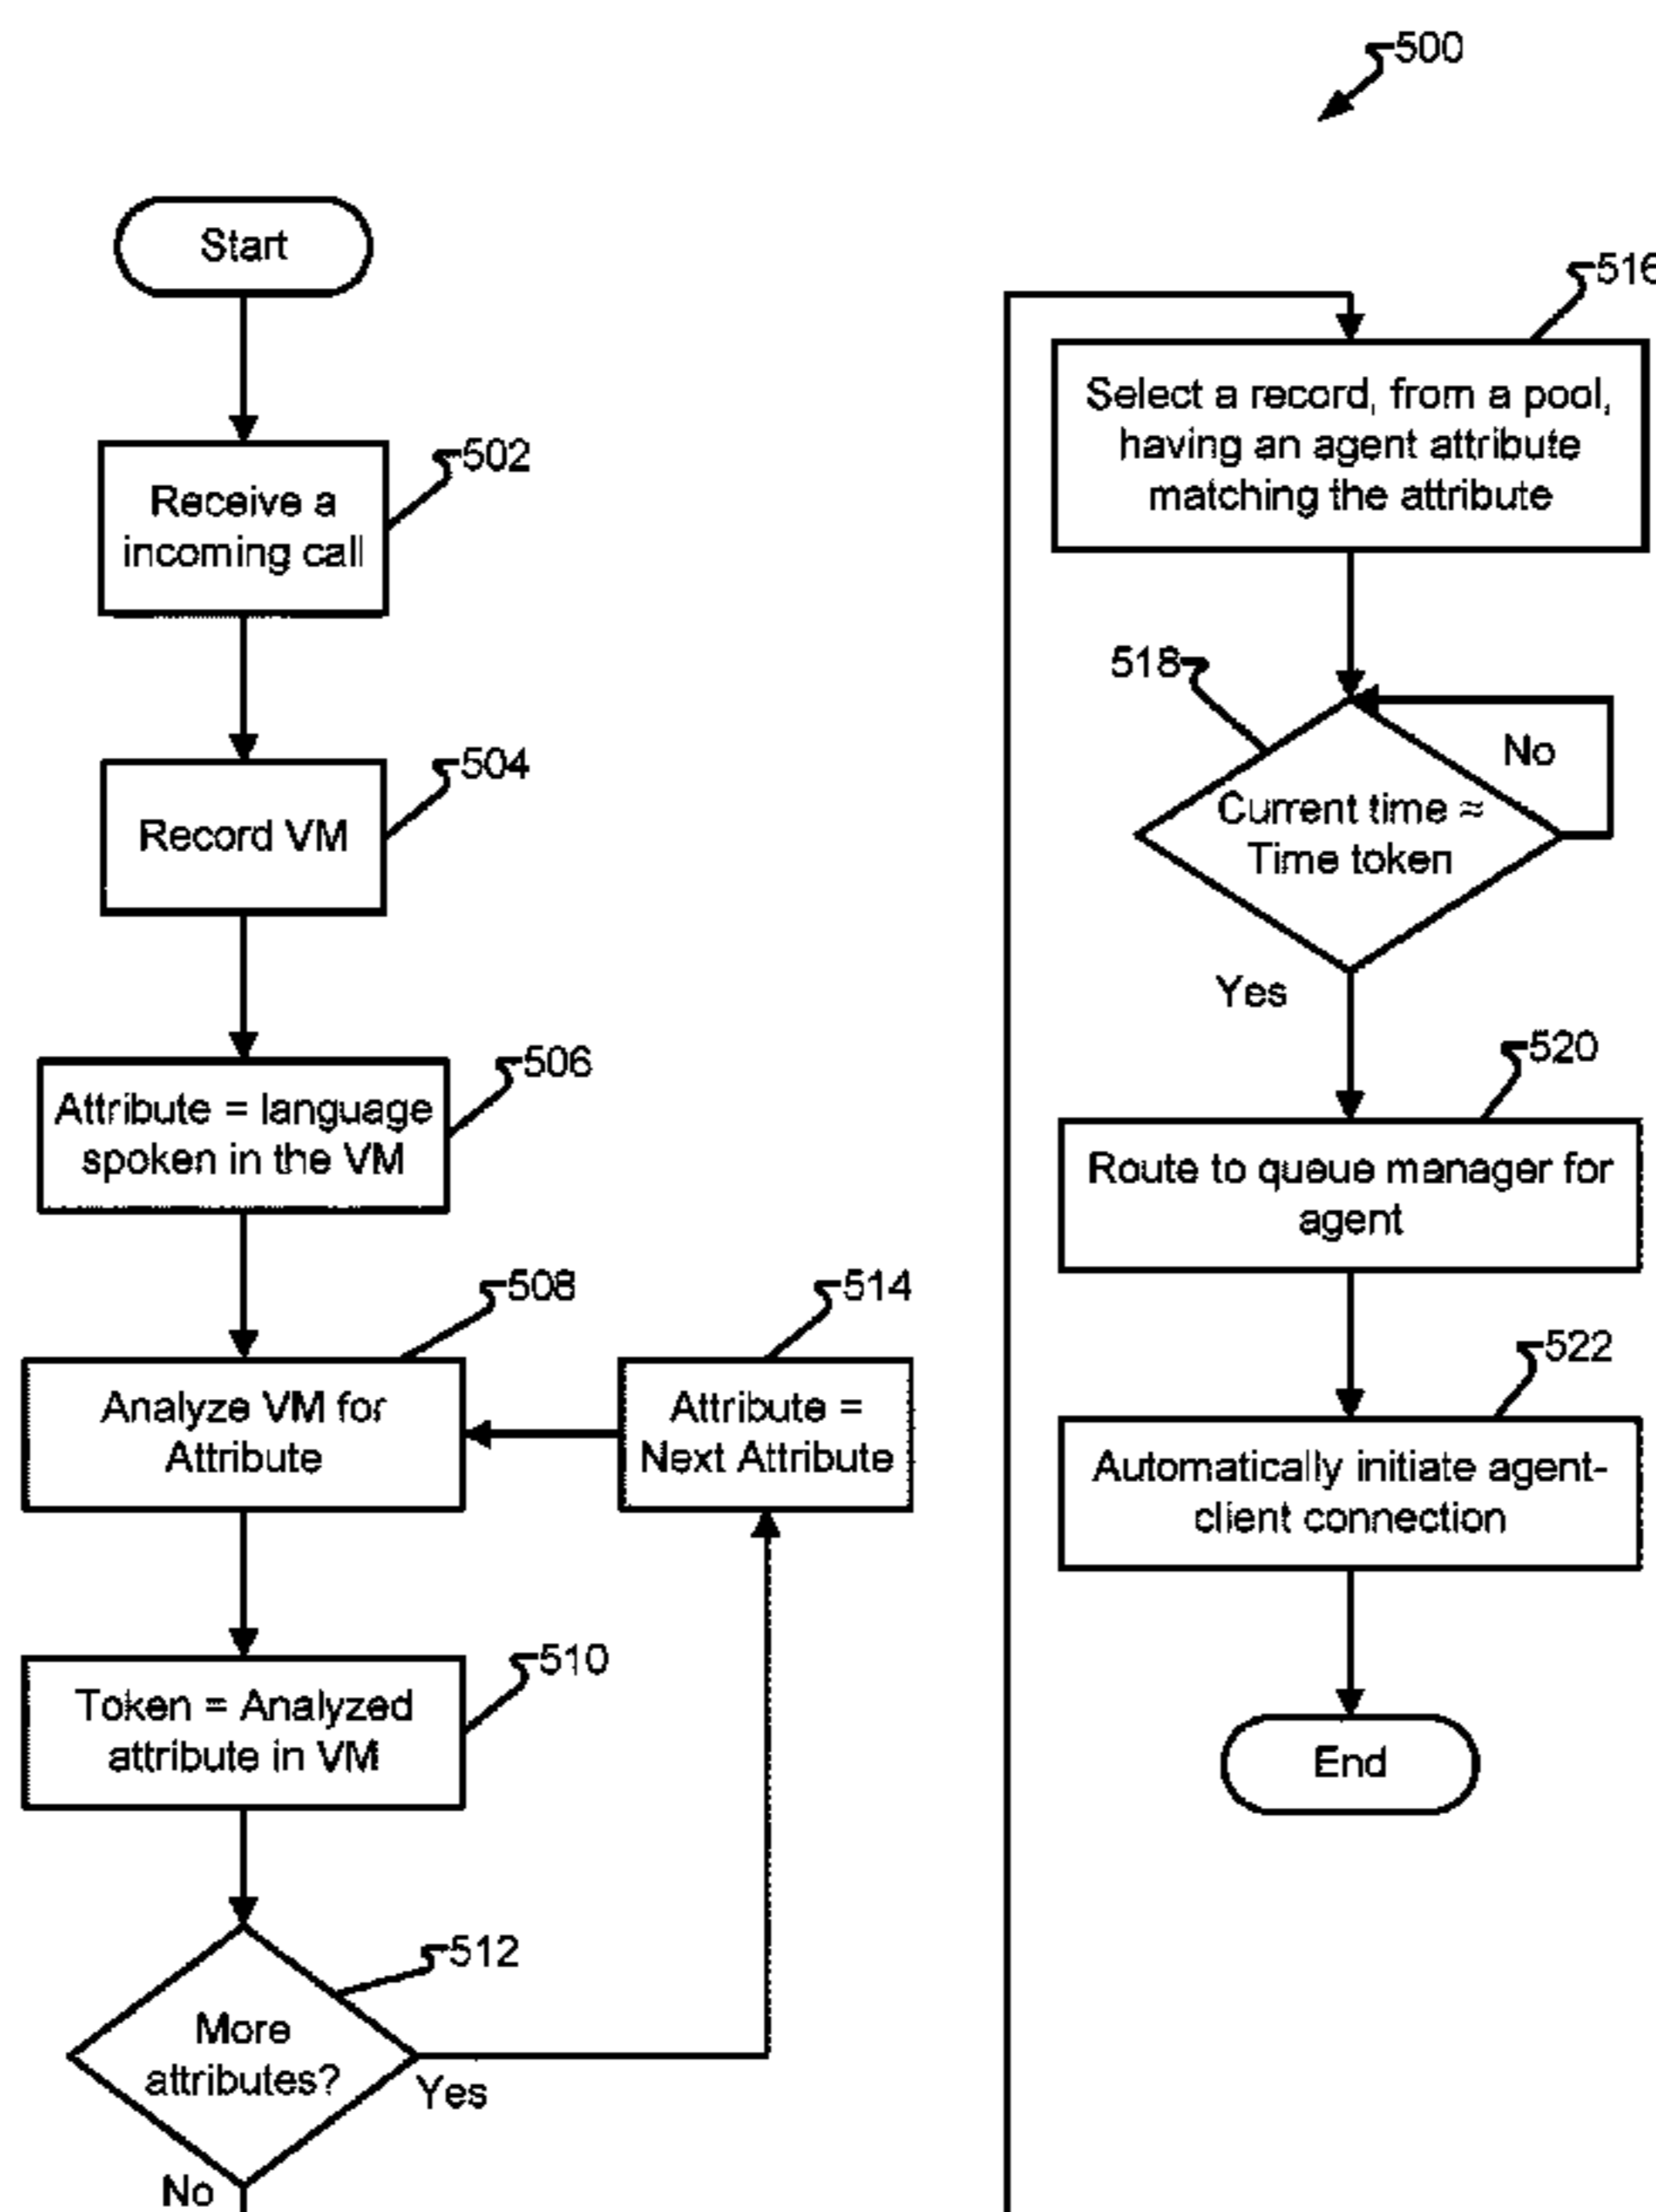 500
Start
502
Receive a
incoming call
504
Record VM
506
Attribute = language
spoken in the VM
508
Analyze VM for
Attribute
514
Attribute =
Next Attribute
510
Token = Analyzed
attribute in VM
512
More
attributes?
Yes
No
516
Select a record, from a pool,
having an agent attribute
matching the attribute
518
No
Current time ≈
Time token
Yes
520
Route to queue manager for
agent
522
Automatically initiate agent-
client connection
End